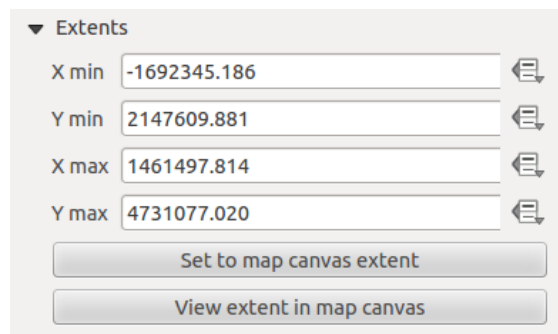 Extents
X min -1692345.186
Y min 2147609.881
X max 1461497.814
Y max 4731077.020
Set to map canvas extent
View extent in map canvas